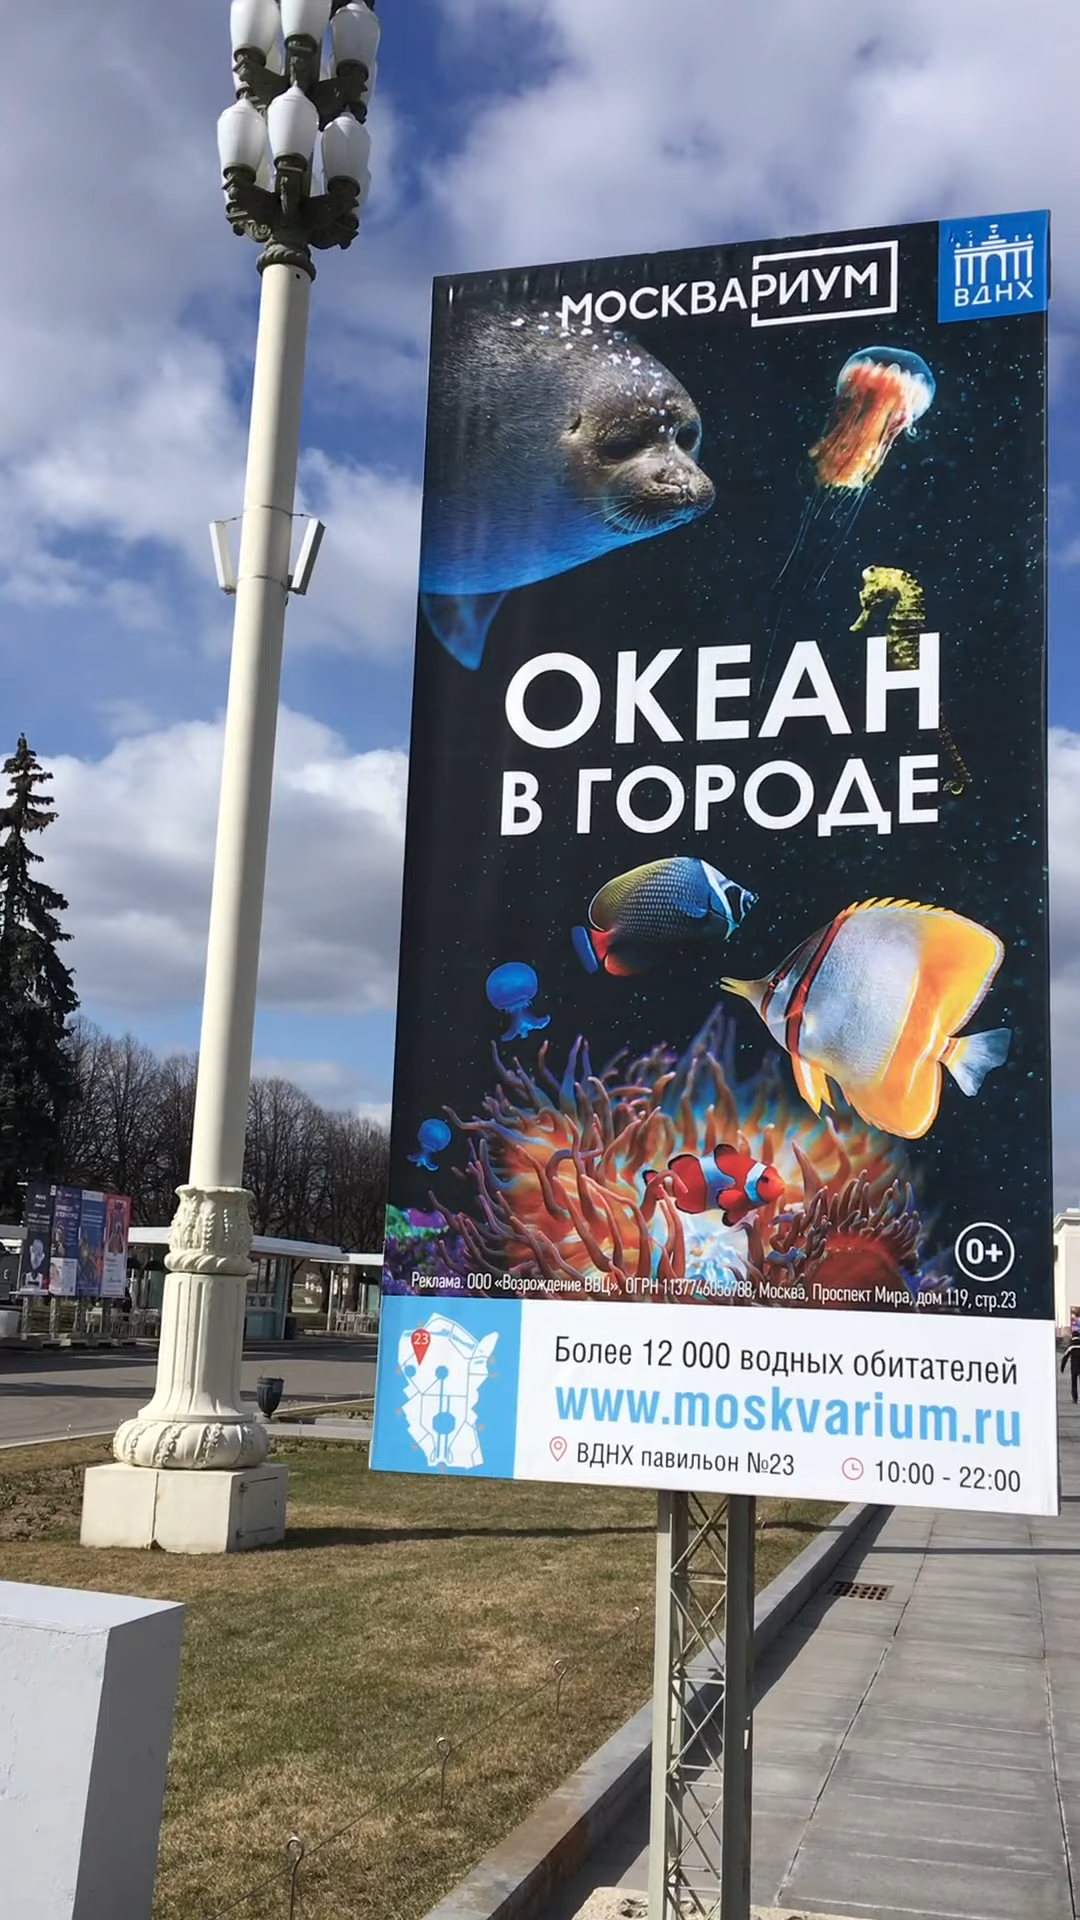 МОСКВАРИУМ
ВДНХ
ОКЕАН
В ГОРОДЕ
0+
Реклама. ООО «Возрождение ВВЦ», ОГРН 1137746056788, Москва, Проспект Мира, дом 119, стр.23
23
Более 12 000 водных обитателей
www.moskvarium.ru
ВДНХ павильон №23
10:00 - 22:00